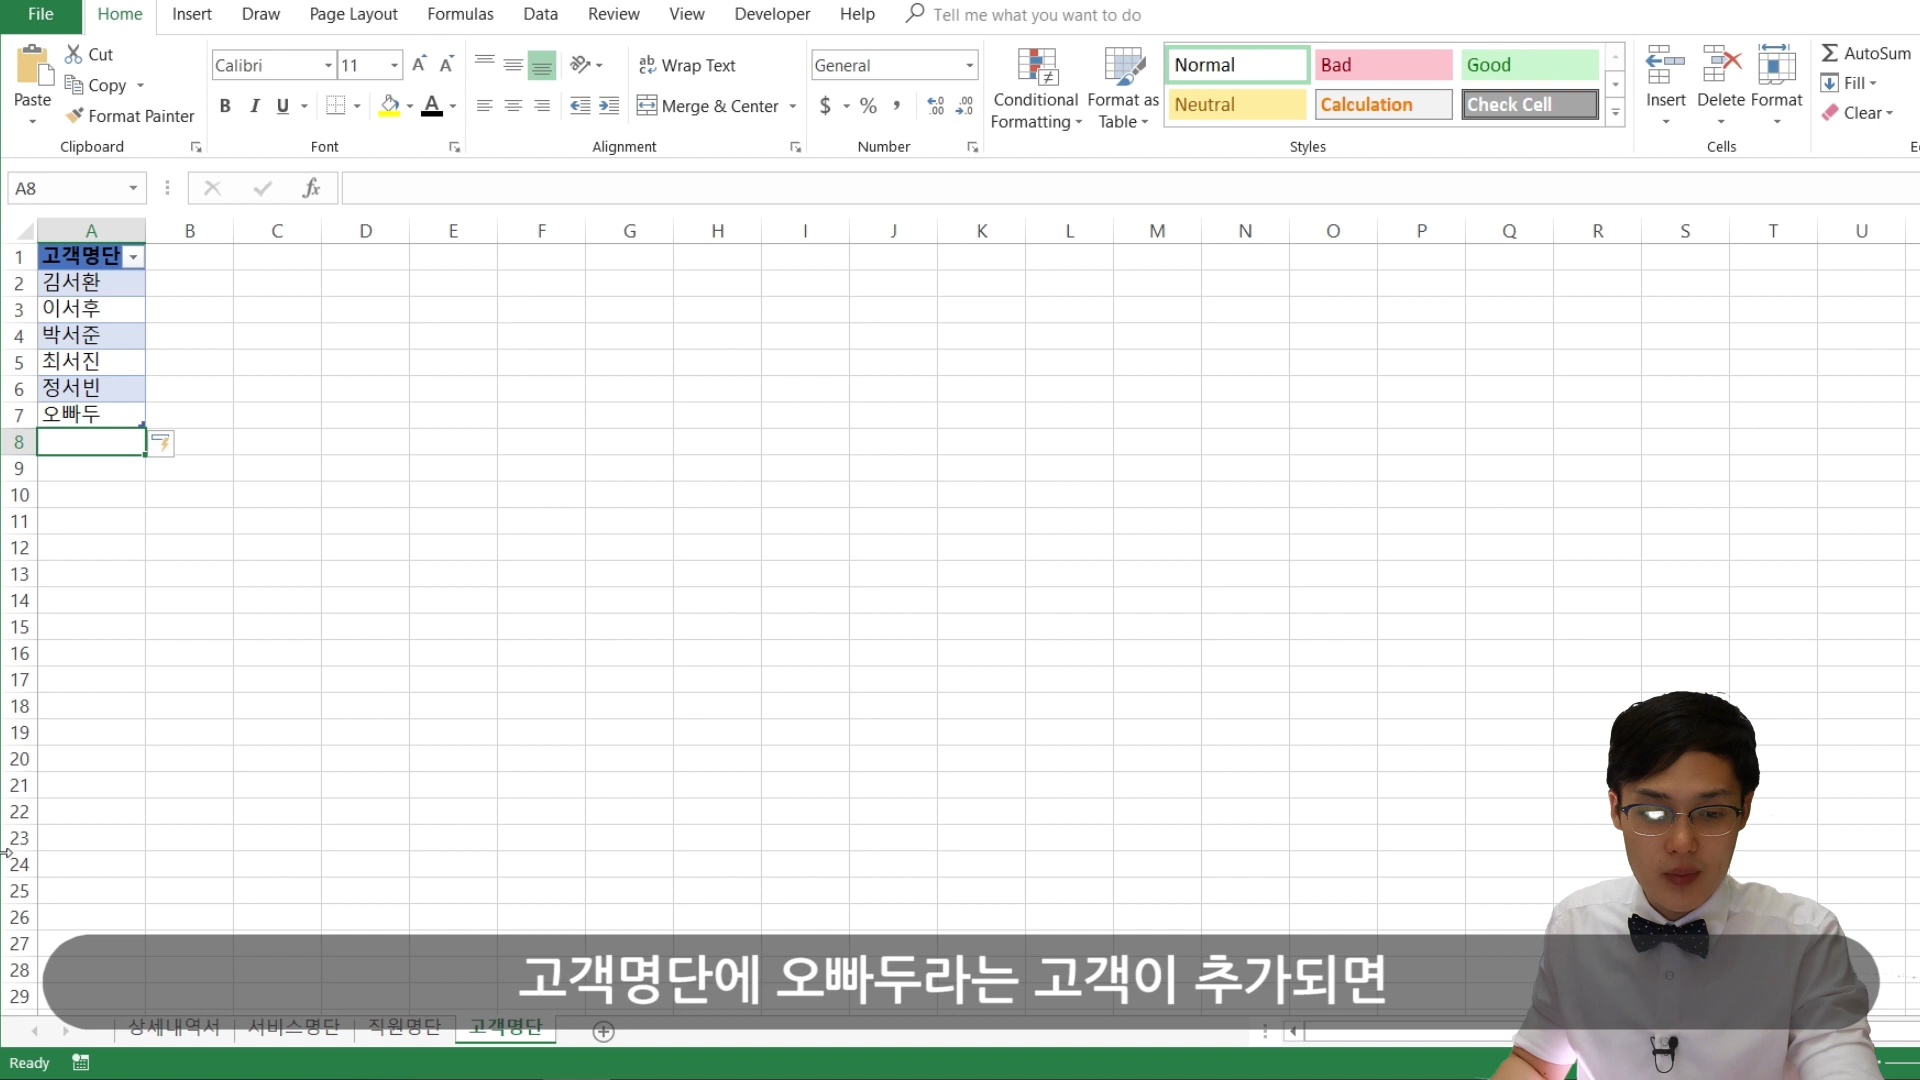 File Home Insert Draw Page Layout Formulas Data Review View Developer Help Tell me what you want to do
Cut
Copy
Format Painter
Paste
Clipboard
Calibri 11 A A
B I U A
Font
Wrap Text
Merge & Center
Alignment
General
$ % ,
Number
Conditional Formatting
Format as Table
Normal Bad Good
Neutral Calculation Check Cell
Styles
Insert Delete Format
Cells
AutoSum
Fill
Clear
A8 fx
A B C D E F G H I J K L M N O P Q R S T U
1 고객명단
2 김서환
3 이서후
4 박서준
5 최서진
6 정서빈
7 오빠두
8
9
10
11
12
13
14
15
16
17
18
19
20
21
22
23
24
25
26
27
28
29
고객명단에 오빠두라는 고객이 추가되면
상세내역서 서비스명단 직원명단 고객명단
Ready